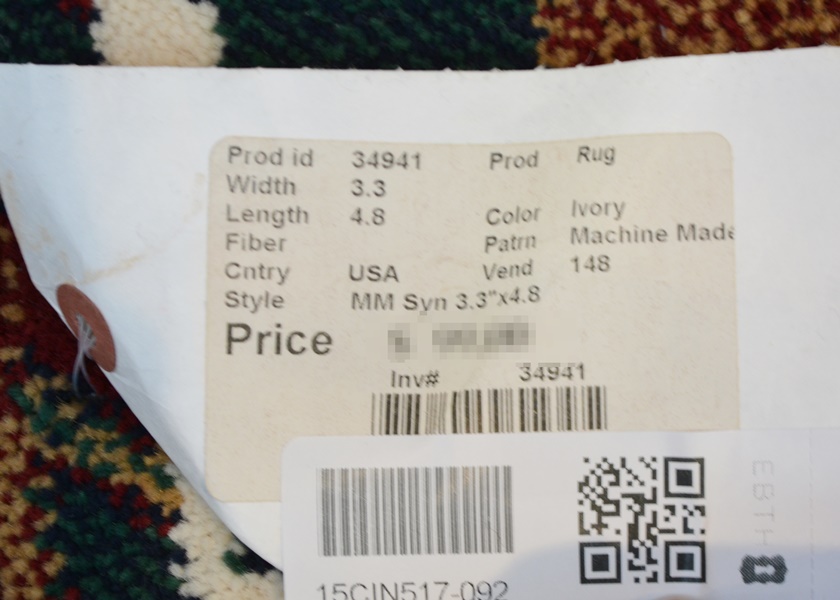 Prod id 34941 Prod Rug
Width 3.3
Length 4.8 Color Ivory
Fiber Patrn Machine Made
Cntry USA Vend 148
Style MM Syn 3.3"x4.8
Price $
Inv# 34941
15CIN517-092
EBTH